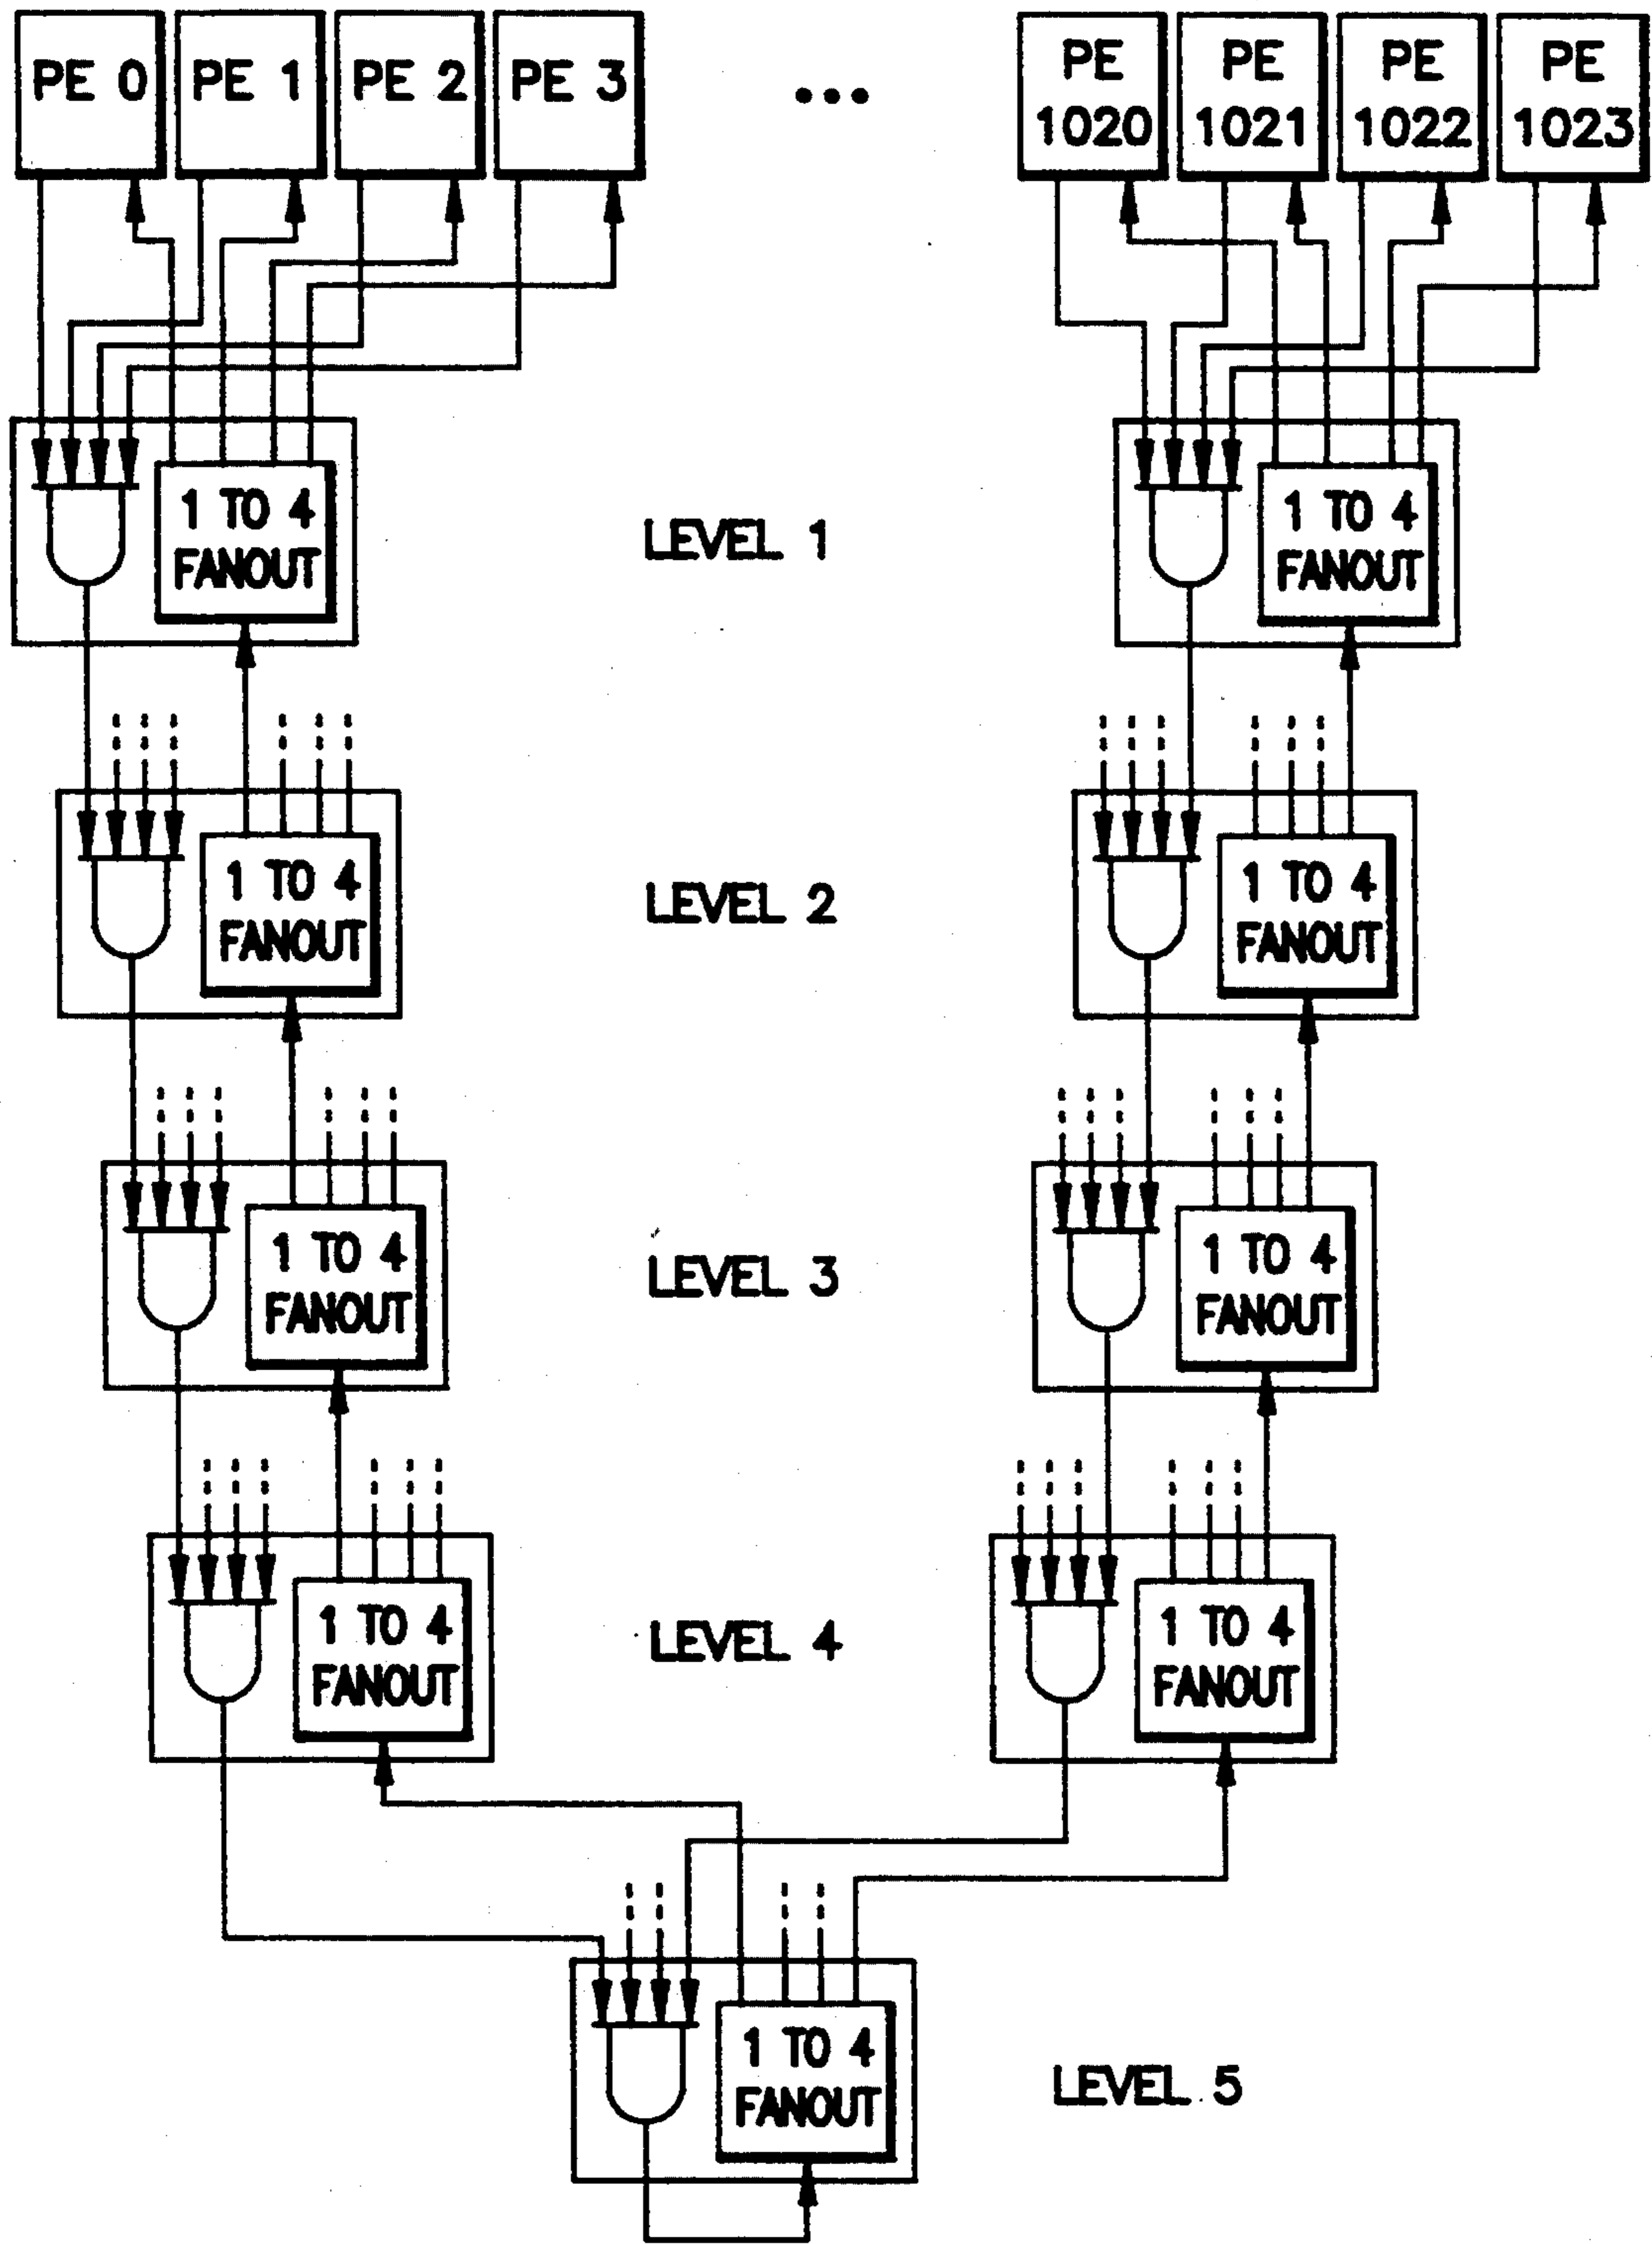 PE 0
PE 1
PE 2
PE 3
...
PE
1020
PE
1021
PE
1022
PE
1023
1 TO 4
FANOUT
LEVEL 1
1 TO 4
FANOUT
1 TO 4
FANOUT
LEVEL 2
1 TO 4
FANOUT
1 TO 4
FANOUT
LEVEL 3
1 TO 4
FANOUT
1 TO 4
FANOUT
LEVEL 4
1 TO 4
FANOUT
1 TO 4
FANOUT
LEVEL 5